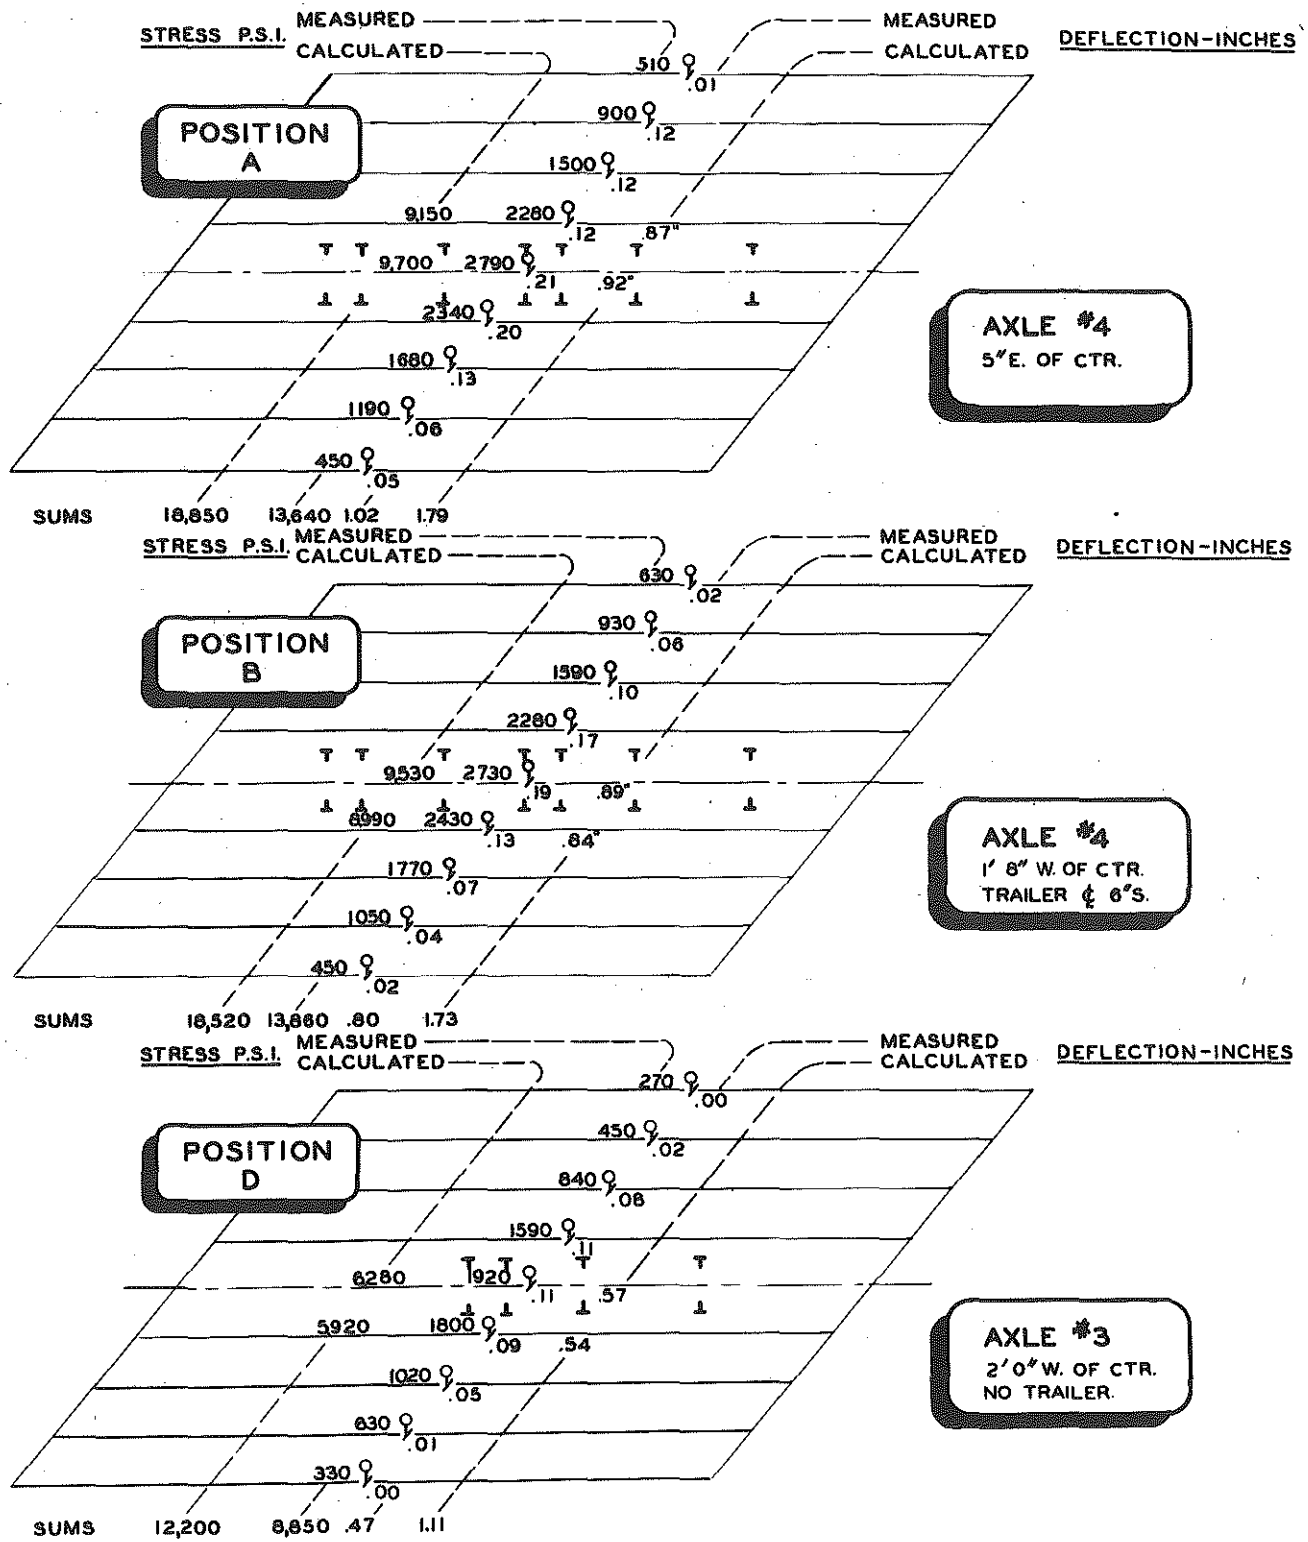 STRESS P.S.I. MEASURED MEASURED DEFLECTION-INCHES
CALCULATED CALCULATED
510 .01
POSITION
A
900 .12
1500 .12
9,150 2280 .12 .87"
9,700 2790 .21 .92"
2340 .20
1680 .13
1190 .06
450 .05
AXLE #4
5" E. OF CTR.
SUMS 18,850 13,640 1.02 1.79
STRESS P.S.I. MEASURED MEASURED DEFLECTION-INCHES
CALCULATED CALCULATED
630 .02
POSITION
B
930 .06
1590 .10
2280 .17
9,530 2730 .19 .89"
8990 2430 .13 .84"
1770 .07
1050 .04
450 .02
AXLE #4
1' 8" W. OF CTR.
TRAILER ℄ 6" S.
SUMS 18,520 13,860 .80 1.73
STRESS P.S.I. MEASURED MEASURED DEFLECTION-INCHES
CALCULATED CALCULATED
270 .00
POSITION
D
450 .02
840 .08
1590 .11
6280 1920 .11 .57
5920 1800 .09 .54
1020 .05
630 .01
330 .00
AXLE #3
2' 0" W. OF CTR.
NO TRAILER.
SUMS 12,200 8,850 .47 1.11